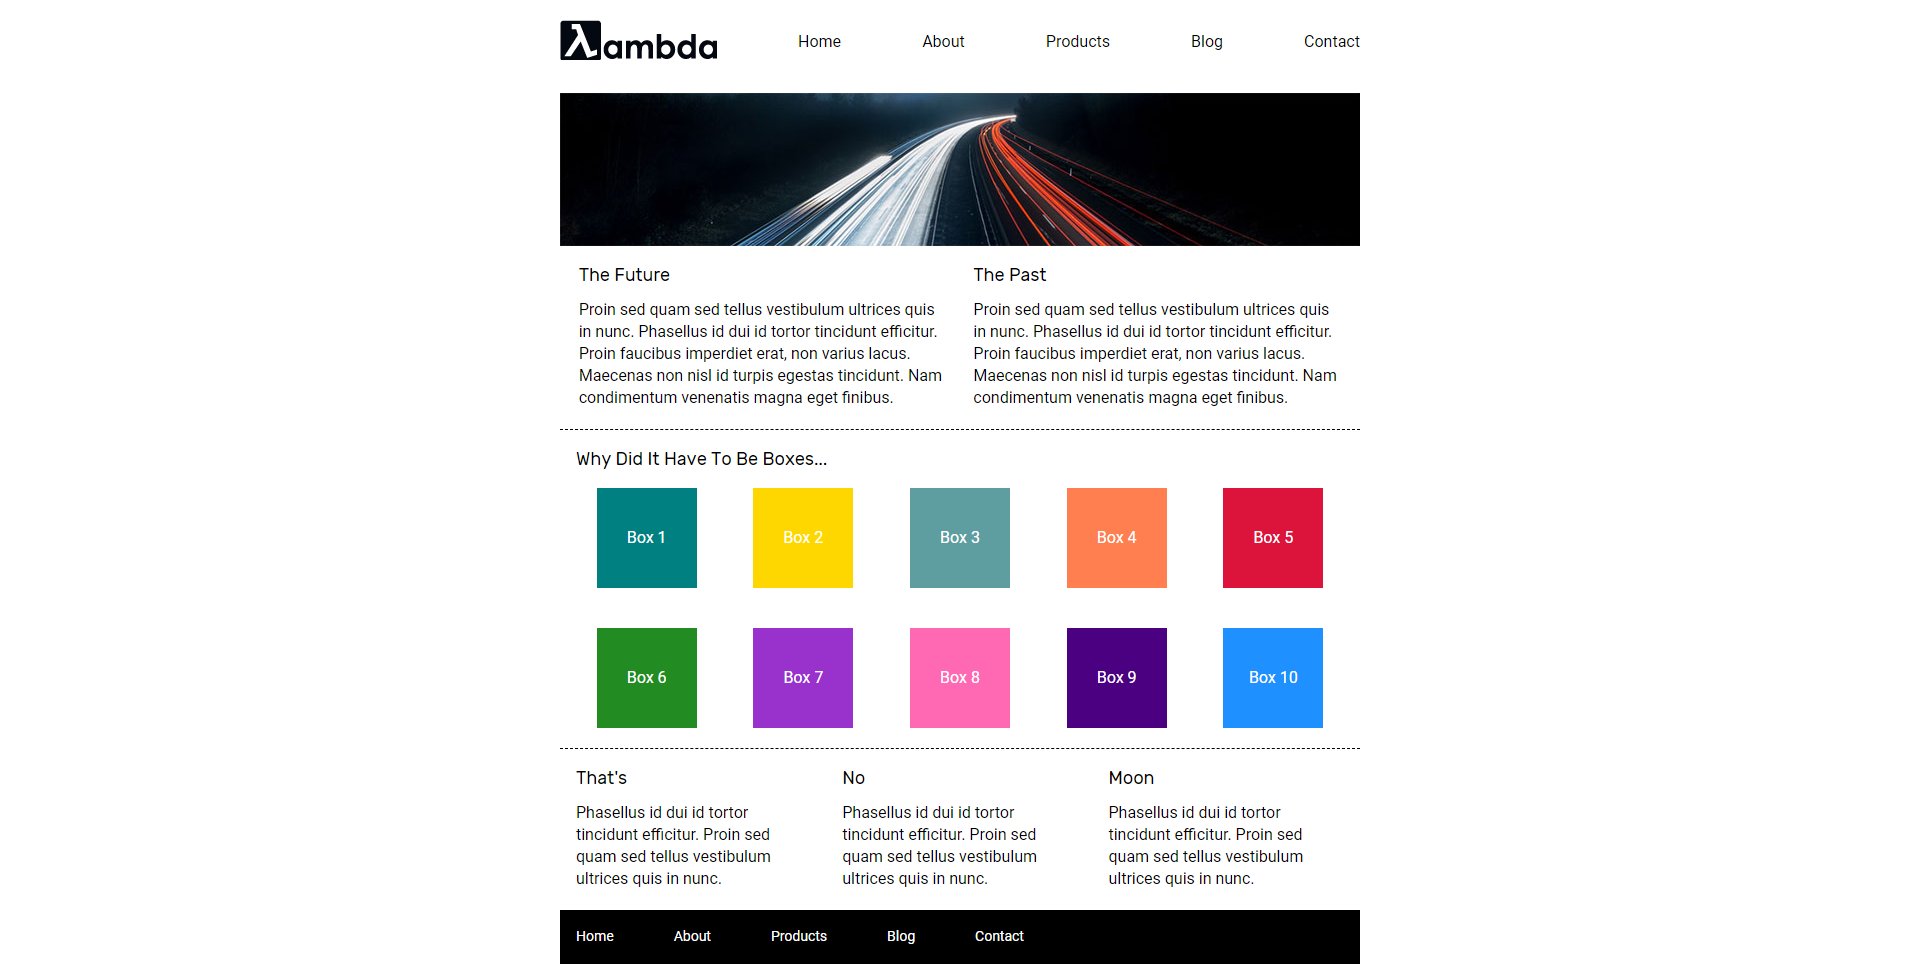 λambda
Home About Products Blog Contact
The Future
Proin sed quam sed tellus vestibulum ultrices quis
in nunc. Phasellus id dui id tortor tincidunt efficitur.
Proin faucibus imperdiet erat, non varius lacus.
Maecenas non nisl id turpis egestas tincidunt. Nam
condimentum venenatis magna eget finibus.
The Past
Proin sed quam sed tellus vestibulum ultrices quis
in nunc. Phasellus id dui id tortor tincidunt efficitur.
Proin faucibus imperdiet erat, non varius lacus.
Maecenas non nisl id turpis egestas tincidunt. Nam
condimentum venenatis magna eget finibus.
Why Did It Have To Be Boxes...
Box 1
Box 2
Box 3
Box 4
Box 5
Box 6
Box 7
Box 8
Box 9
Box 10
That's
Phasellus id dui id tortor
tincidunt efficitur. Proin sed
quam sed tellus vestibulum
ultrices quis in nunc.
No
Phasellus id dui id tortor
tincidunt efficitur. Proin sed
quam sed tellus vestibulum
ultrices quis in nunc.
Moon
Phasellus id dui id tortor
tincidunt efficitur. Proin sed
quam sed tellus vestibulum
ultrices quis in nunc.
Home About Products Blog Contact